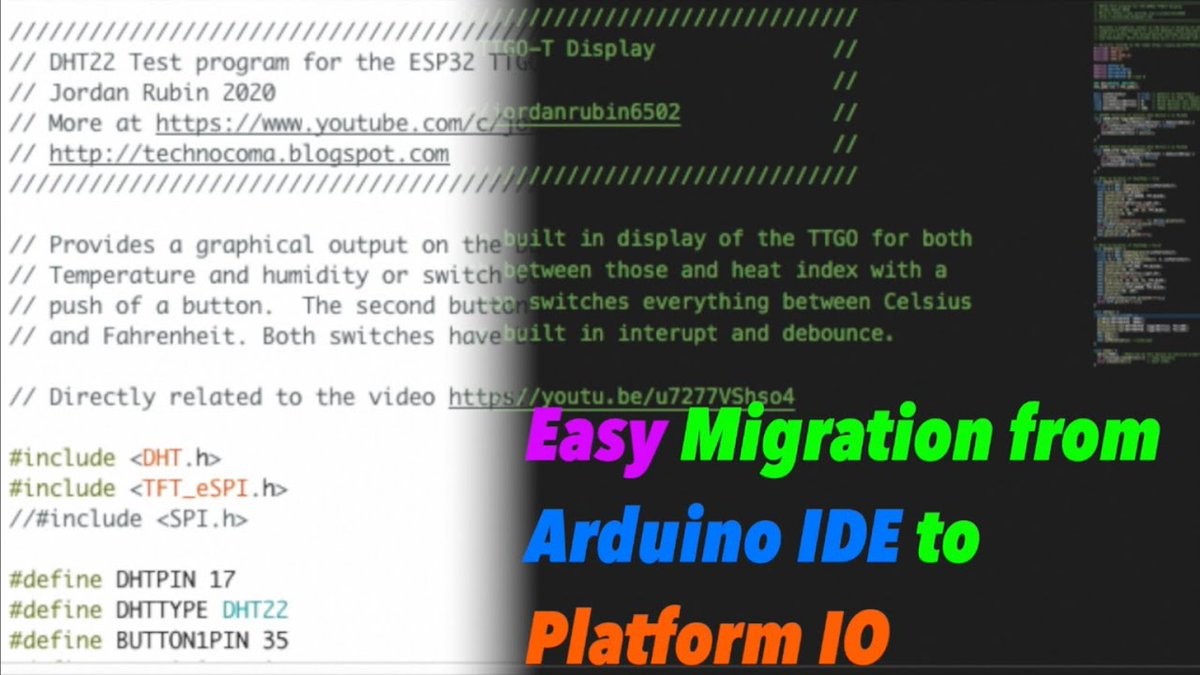 //////////////////////////////////////////////////////////////////
// DHT22 Test program for the ESP32 TTGO-T Display //
// Jordan Rubin 2020 //
// More at https://www.youtube.com/c/jordanrubin6502 //
// http://technocoma.blogspot.com //
//////////////////////////////////////////////////////////////////
// Provides a graphical output on the built in display of the TTGO for both
// Temperature and humidity or switch between those and heat index with a
// push of a button. The second button switches everything between Celsius
// and Fahrenheit. Both switches have built in interupt and debounce.
// Directly related to the video https://youtu.be/u7277VShso4
#include <DHT.h>
#include <TFT_eSPI.h>
//#include <SPI.h>
#define DHTPIN 17
#define DHTTYPE DHT22
#define BUTTON1PIN 35
Easy Migration from
Arduino IDE to
Platform IO